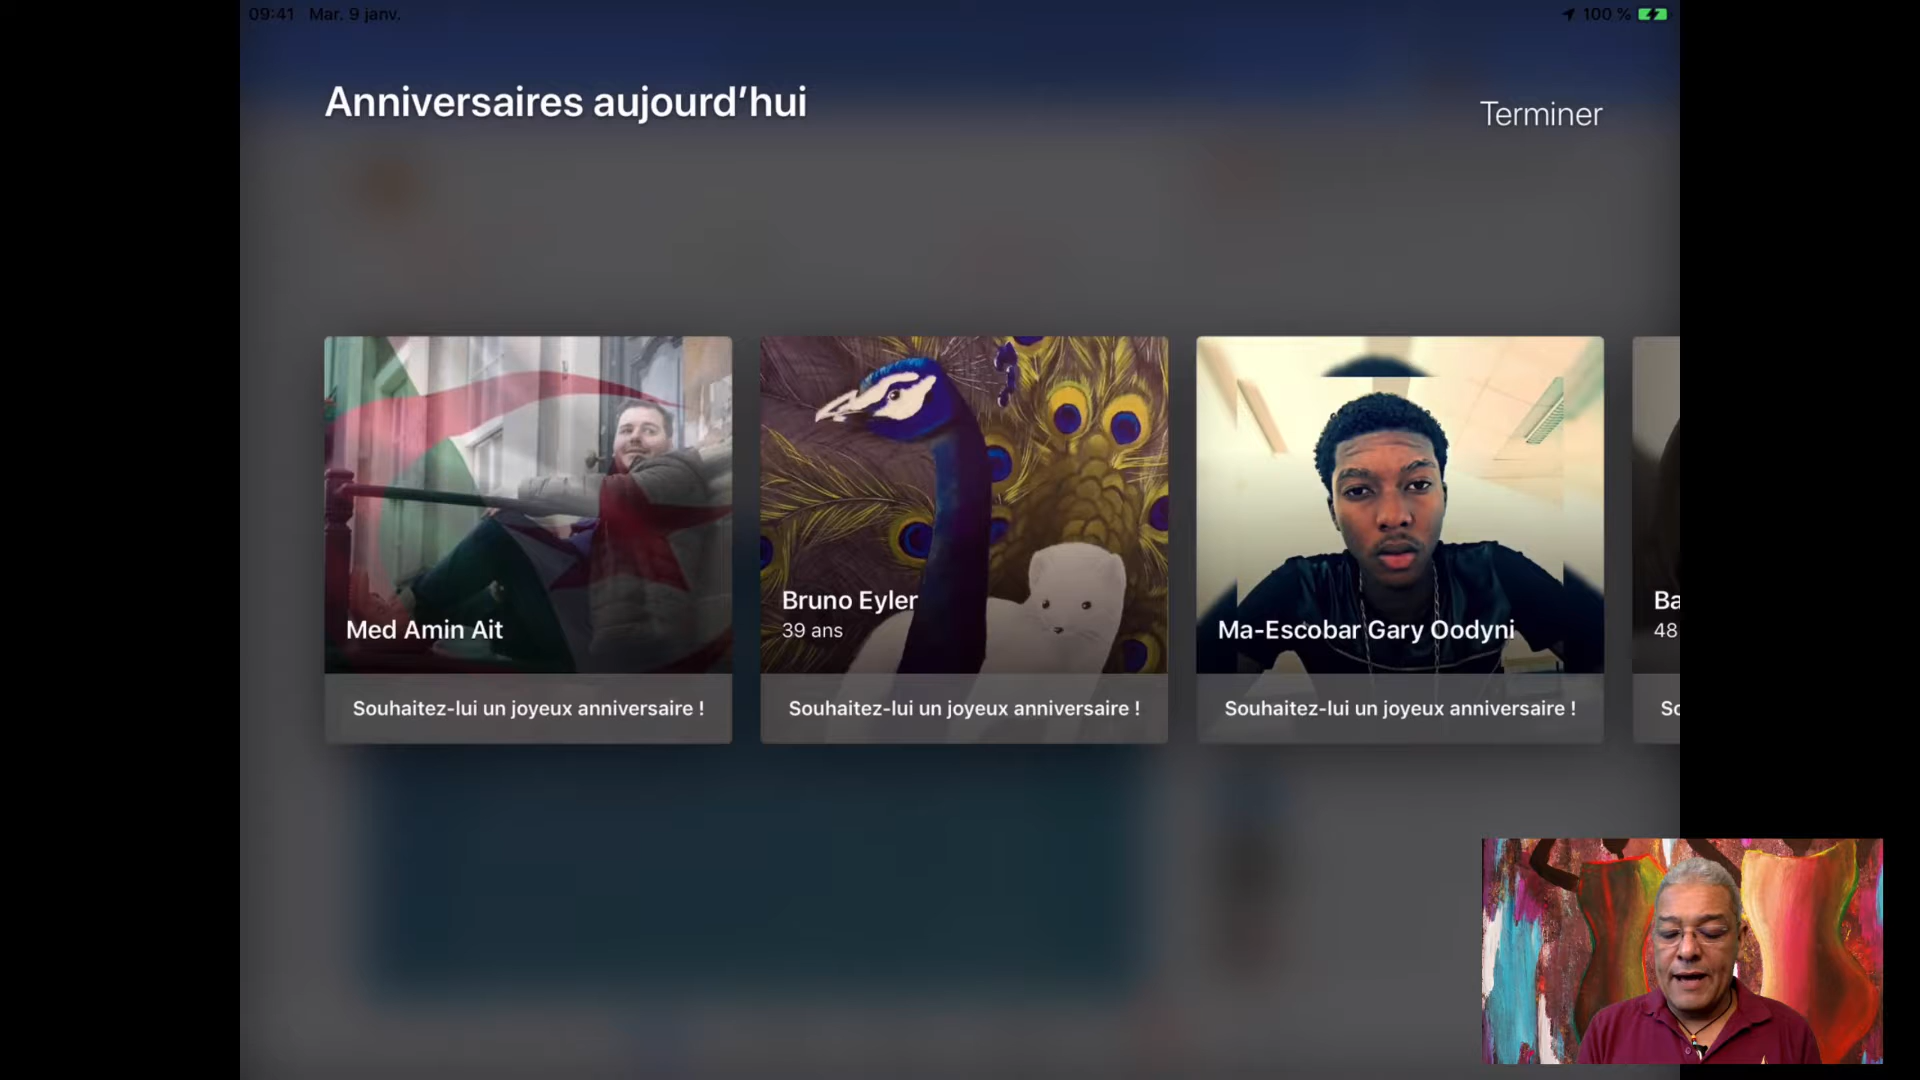 09:41 Mar. 9 janv.
100 %
Anniversaires aujourd’hui
Terminer
Med Amin Ait
Souhaitez-lui un joyeux anniversaire !
Bruno Eyler
39 ans
Souhaitez-lui un joyeux anniversaire !
Ma-Escobar Gary Oodyni
Souhaitez-lui un joyeux anniversaire !
Ba
48
So